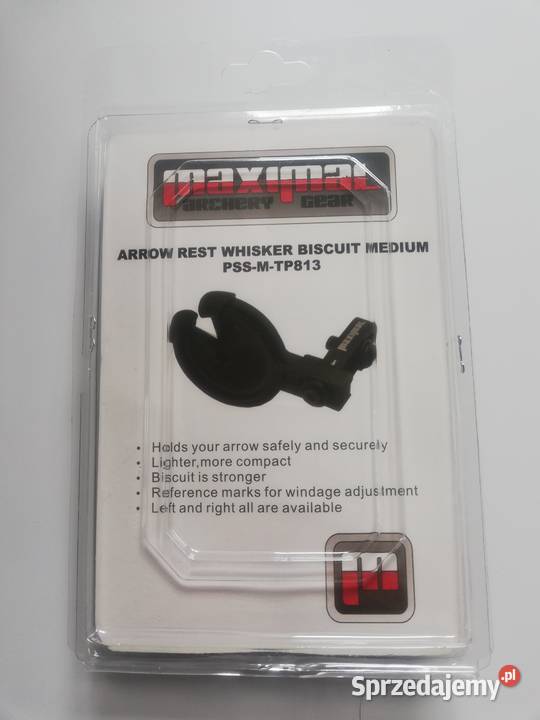 maximal
ARCHERY GEAR
ARROW REST WHISKER BISCUIT MEDIUM
PSS-M-TP813
maximal
• Holds your arrow safely and securely
• Lighter,more compact
• Biscuit is stronger
• Reference marks for windage adjustment
• Left and right all are available
m
Sprzedajemy.pl